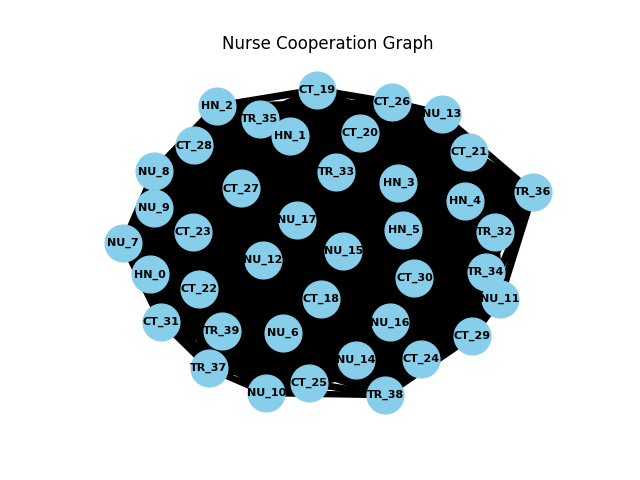 Nurse Cooperation Graph
CT_19
CT_26
HN_2
NU_13
TR_35
CT_20
HN_1
CT_28
CT_21
NU_8
TR_33
HN_3
CT_27
TR_36
HN_4
NU_9
NU_17
HN_5
CT_23
TR_32
NU_7
NU_15
NU_12
TR_34
HN_0
CT_30
CT_22
CT_18
NU_11
CT_31
NU_16
TR_39
NU_6
CT_29
NU_14
CT_24
TR_37
CT_25
NU_10
TR_38